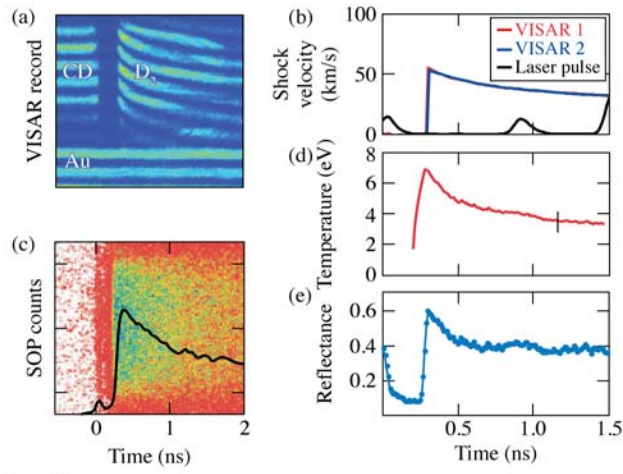 (a)
VISAR record
CD
D₂
Au
(b)
Shock
velocity
(km/s)
100
50
0
VISAR 1
VISAR 2
Laser pulse
(c)
SOP counts
0
1
2
Time (ns)
(d)
Temperature (eV)
8
6
4
2
0
(e)
Reflectance
0.6
0.4
0.2
0.5
1.0
1.5
Time (ns)